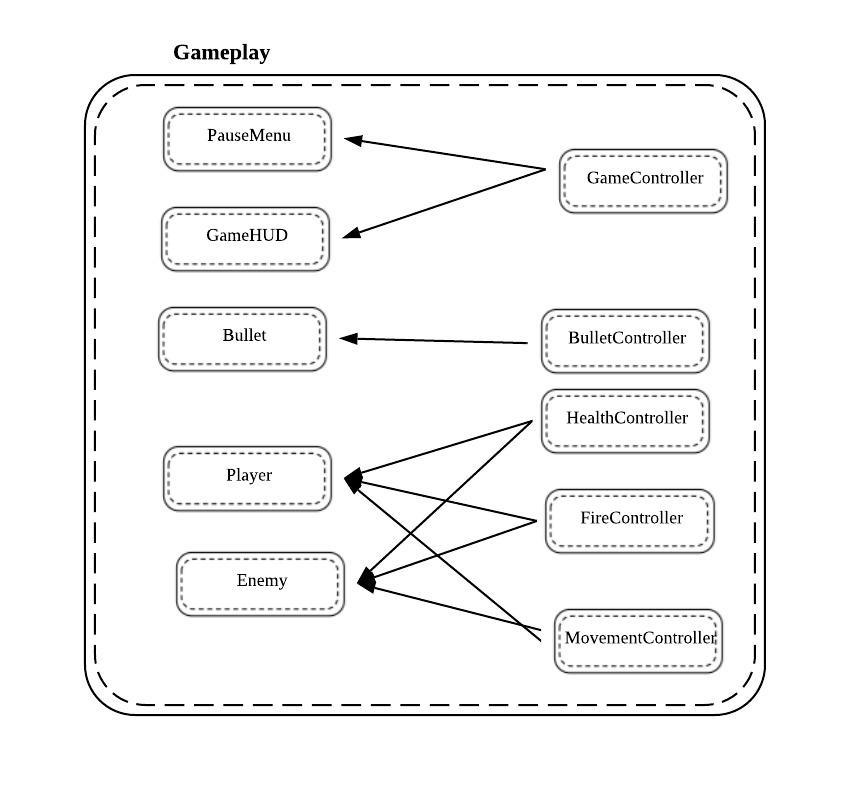 Gameplay
PauseMenu
GameController
GameHUD
Bullet
BulletController
HealthController
Player
FireController
Enemy
MovementController